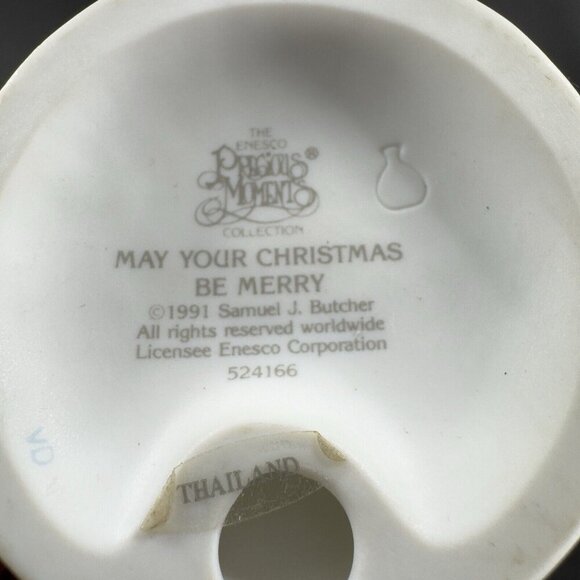 THE
ENESCO
PRECIOUS®
MOMENTS
COLLECTION
MAY YOUR CHRISTMAS
BE MERRY
©1991 Samuel J. Butcher
All rights reserved worldwide
Licensee Enesco Corporation
524166
VD
THAILAND